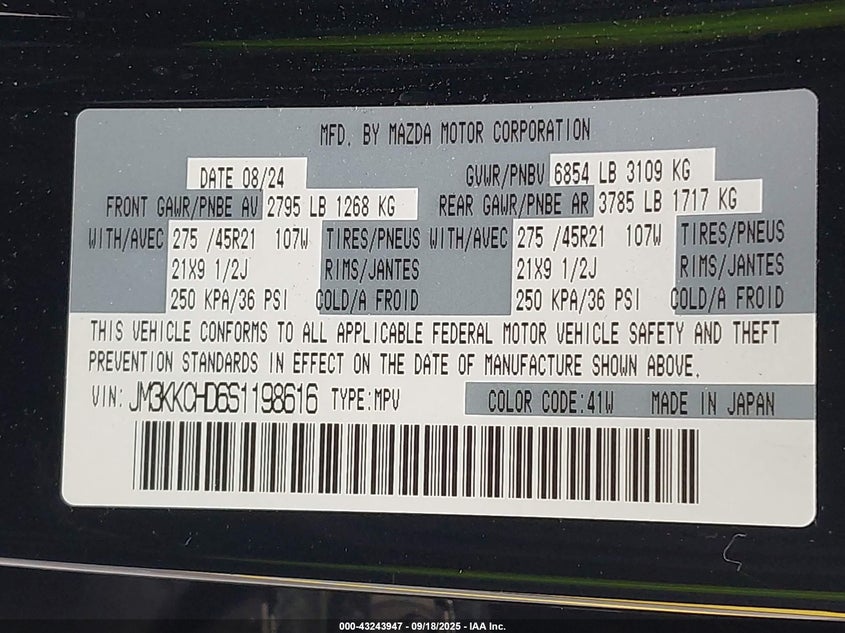 MFD. BY MAZDA MOTOR CORPORATION
DATE 08/24 GVWR/PNBV 6854 LB 3109 KG
FRONT GAWR/PNBE AV 2795 LB 1268 KG REAR GAWR/PNBE AR 3785 LB 1717 KG
WITH/AVEC 275 /45R21 107W TIRES/PNEUS WITH/AVEC 275 /45R21 107W TIRES/PNEUS
21X9 1/2J RIMS/JANTES 21X9 1/2J RIMS/JANTES
250 KPA/36 PSI COLD/A FROID 250 KPA/36 PSI COLD/A FROID
THIS VEHICLE CONFORMS TO ALL APPLICABLE FEDERAL MOTOR VEHICLE SAFETY AND THEFT
PREVENTION STANDARDS IN EFFECT ON THE DATE OF MANUFACTURE SHOWN ABOVE.
VIN: JM3KKCHD6S1198616 TYPE:MPV COLOR CODE:41W MADE IN JAPAN
000-43243947 - 09/18/2025 - IAA Inc.